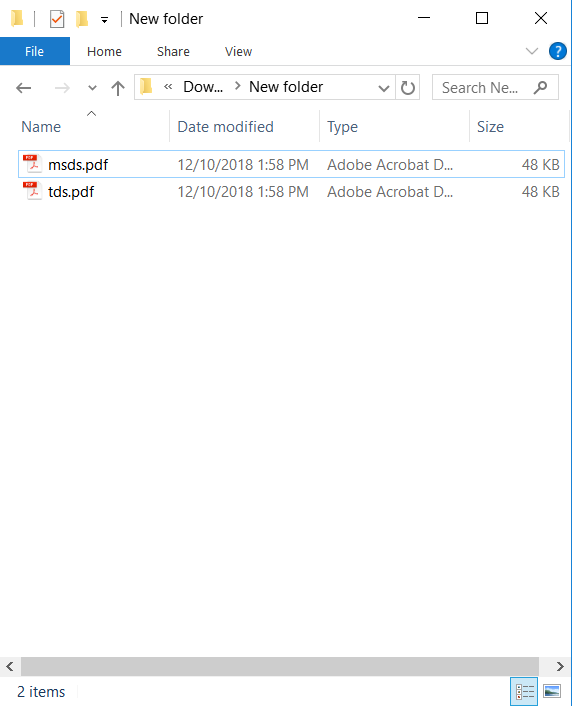 New folder
File Home Share View
« Dow... > New folder Search Ne...
Name Date modified Type Size
msds.pdf 12/10/2018 1:58 PM Adobe Acrobat D... 48 KB
tds.pdf 12/10/2018 1:58 PM Adobe Acrobat D... 48 KB
2 items